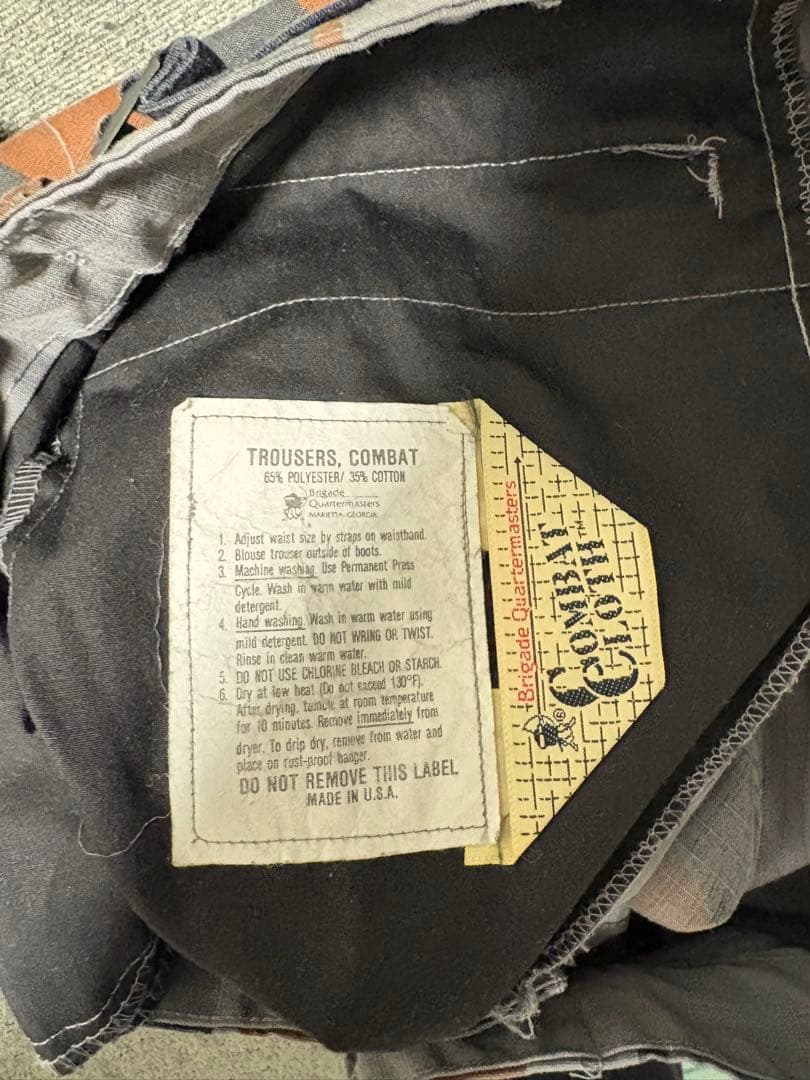 TROUSERS, COMBAT
65% POLYESTER/ 35% COTTON
Brigade
Quartermasters
MARIETTA, GEORGIA
1. Adjust waist size by straps on waistband.
2. Blouse trouser outside of boots.
3. Machine washing. Use Permanent Press
Cycle. Wash in warm water with mild
detergent.
4. Hand washing. Wash in warm water using
mild detergent. DO NOT WRING OR TWIST.
Rinse in clean warm water.
5. DO NOT USE CHLORINE BLEACH OR STARCH.
6. Dry at low heat (Do not exceed 130°F).
After drying, tumble at room temperature
for 10 minutes. Remove immediately from
dryer. To drip dry, remove from water and
place on rust-proof hanger.
DO NOT REMOVE THIS LABEL
MADE IN U.S.A.
Brigade Quartermasters
®
COMBAT
CLOTH™